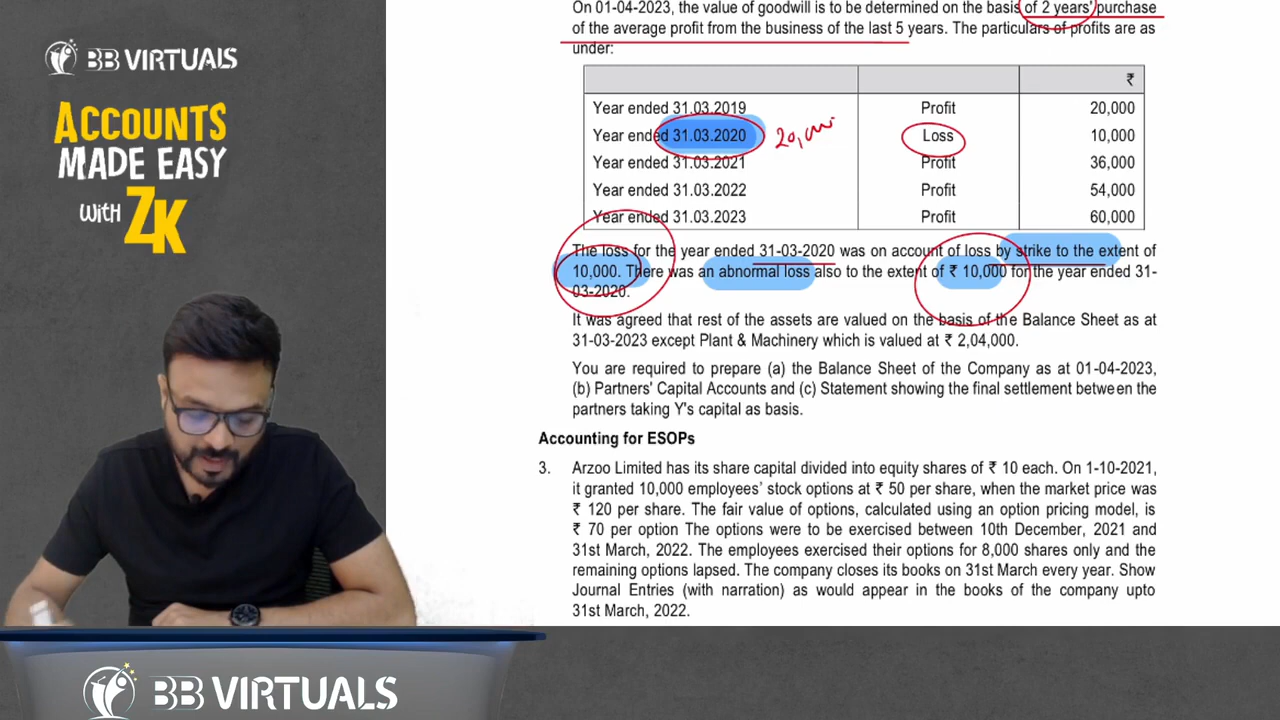 On 01-04-2023, the value of goodwill is to be determined on the basis of 2 years' purchase
of the average profit from the business of the last 5 years. The particulars of profits are as
under:
₹
Year ended 31.03.2019 Profit 20,000
Year ended 31.03.2020 20,000 Loss 10,000
Year ended 31.03.2021 Profit 36,000
Year ended 31.03.2022 Profit 54,000
Year ended 31.03.2023 Profit 60,000
The loss for the year ended 31-03-2020 was on account of loss by strike to the extent of
10,000. There was an abnormal loss also to the extent of ₹ 10,000 for the year ended 31-
03-2020.
It was agreed that rest of the assets are valued on the basis of the Balance Sheet as at
31-03-2023 except Plant & Machinery which is valued at ₹ 2,04,000.
You are required to prepare (a) the Balance Sheet of the Company as at 01-04-2023,
(b) Partners' Capital Accounts and (c) Statement showing the final settlement between the
partners taking Y's capital as basis.
Accounting for ESOPs
3. Arzoo Limited has its share capital divided into equity shares of ₹ 10 each. On 1-10-2021,
it granted 10,000 employees' stock options at ₹ 50 per share, when the market price was
₹ 120 per share. The fair value of options, calculated using an option pricing model, is
₹ 70 per option The options were to be exercised between 10th December, 2021 and
31st March, 2022. The employees exercised their options for 8,000 shares only and the
remaining options lapsed. The company closes its books on 31st March every year. Show
Journal Entries (with narration) as would appear in the books of the company upto
31st March, 2022.
BB VIRTUALS
ACCOUNTS
MADE EASY
WITH ZK
BB VIRTUALS